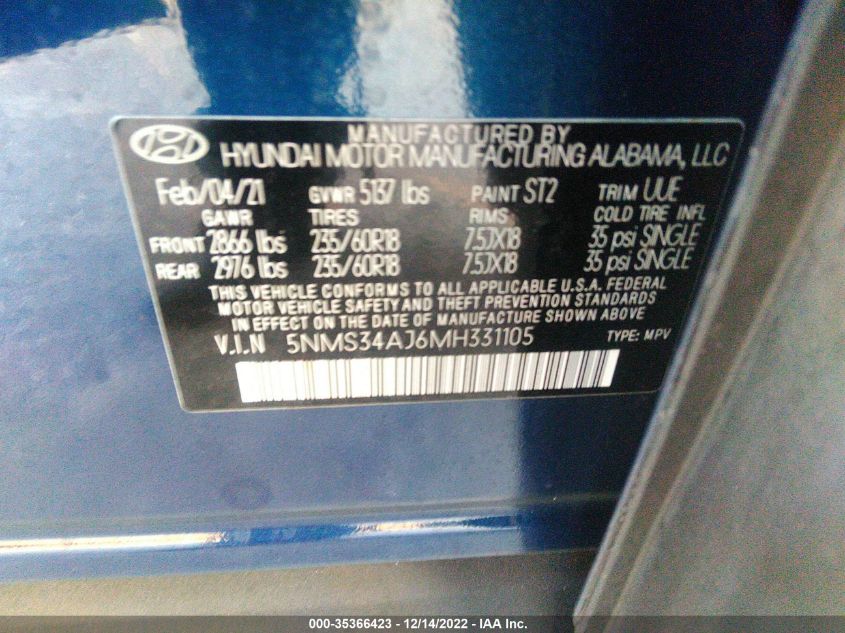 MANUFACTURED BY
HYUNDAI MOTOR MANUFACTURING ALABAMA, LLC
Feb/04/21 GVWR 5137 lbs PAINT ST2 TRIM UUE
GAWR TIRES RIMS COLD TIRE INFL
FRONT 2866 lbs 235/60R18 7.5JX18 35 psi SINGLE
REAR 2976 lbs 235/60R18 7.5JX18 35 psi SINGLE
THIS VEHICLE CONFORMS TO ALL APPLICABLE U.S.A. FEDERAL
MOTOR VEHICLE SAFETY AND THEFT PREVENTION STANDARDS
IN EFFECT ON THE DATE OF MANUFACTURE SHOWN ABOVE
V.I.N 5NMS34AJ6MH331105 TYPE: MPV
000-35366423 - 12/14/2022 - IAA Inc.